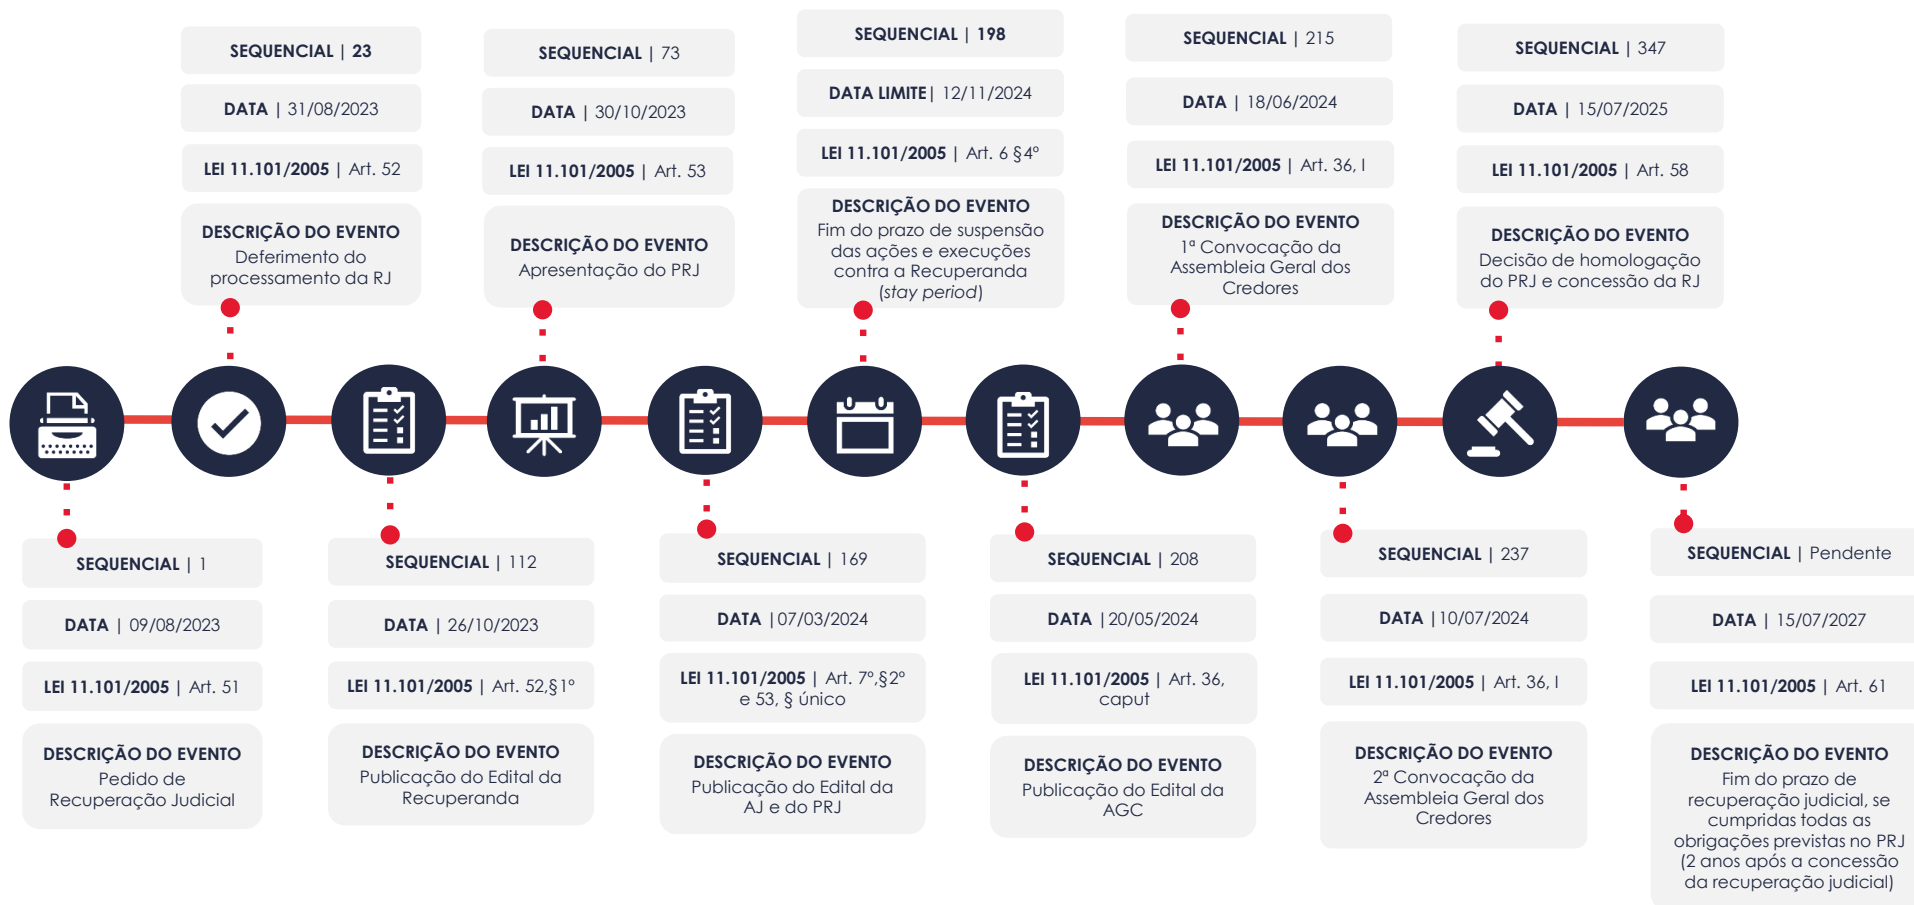 SEQUENCIAL | 23
DATA | 31/08/2023
LEI 11.101/2005 | Art. 52
DESCRIÇÃO DO EVENTO
Deferimento do
processamento da RJ
SEQUENCIAL | 73
DATA | 30/10/2023
LEI 11.101/2005 | Art. 53
DESCRIÇÃO DO EVENTO
Apresentação do PRJ
SEQUENCIAL | 198
DATA LIMITE| 12/11/2024
LEI 11.101/2005 | Art. 6 §4º
DESCRIÇÃO DO EVENTO
Fim do prazo de suspensão
das ações e execuções
contra a Recuperanda
(stay period)
SEQUENCIAL | 215
DATA | 18/06/2024
LEI 11.101/2005 | Art. 36, I
DESCRIÇÃO DO EVENTO
1ª Convocação da
Assembleia Geral dos
Credores
SEQUENCIAL | 347
DATA | 15/07/2025
LEI 11.101/2005 | Art. 58
DESCRIÇÃO DO EVENTO
Decisão de homologação
do PRJ e concessão da RJ
SEQUENCIAL | 1
DATA | 09/08/2023
LEI 11.101/2005 | Art. 51
DESCRIÇÃO DO EVENTO
Pedido de
Recuperação Judicial
SEQUENCIAL | 112
DATA | 26/10/2023
LEI 11.101/2005 | Art. 52,§1º
DESCRIÇÃO DO EVENTO
Publicação do Edital da
Recuperanda
SEQUENCIAL | 169
DATA |07/03/2024
LEI 11.101/2005 | Art. 7º,§2º
e 53, § único
DESCRIÇÃO DO EVENTO
Publicação do Edital da
AJ e do PRJ
SEQUENCIAL | 208
DATA |20/05/2024
LEI 11.101/2005 | Art. 36,
caput
DESCRIÇÃO DO EVENTO
Publicação do Edital da
AGC
SEQUENCIAL | 237
DATA |10/07/2024
LEI 11.101/2005 | Art. 36, I
DESCRIÇÃO DO EVENTO
2ª Convocação da
Assembleia Geral dos
Credores
SEQUENCIAL | Pendente
DATA | 15/07/2027
LEI 11.101/2005 | Art. 61
DESCRIÇÃO DO EVENTO
Fim do prazo de
recuperação judicial, se
cumpridas todas as
obrigações previstas no PRJ
(2 anos após a concessão
da recuperação judicial)